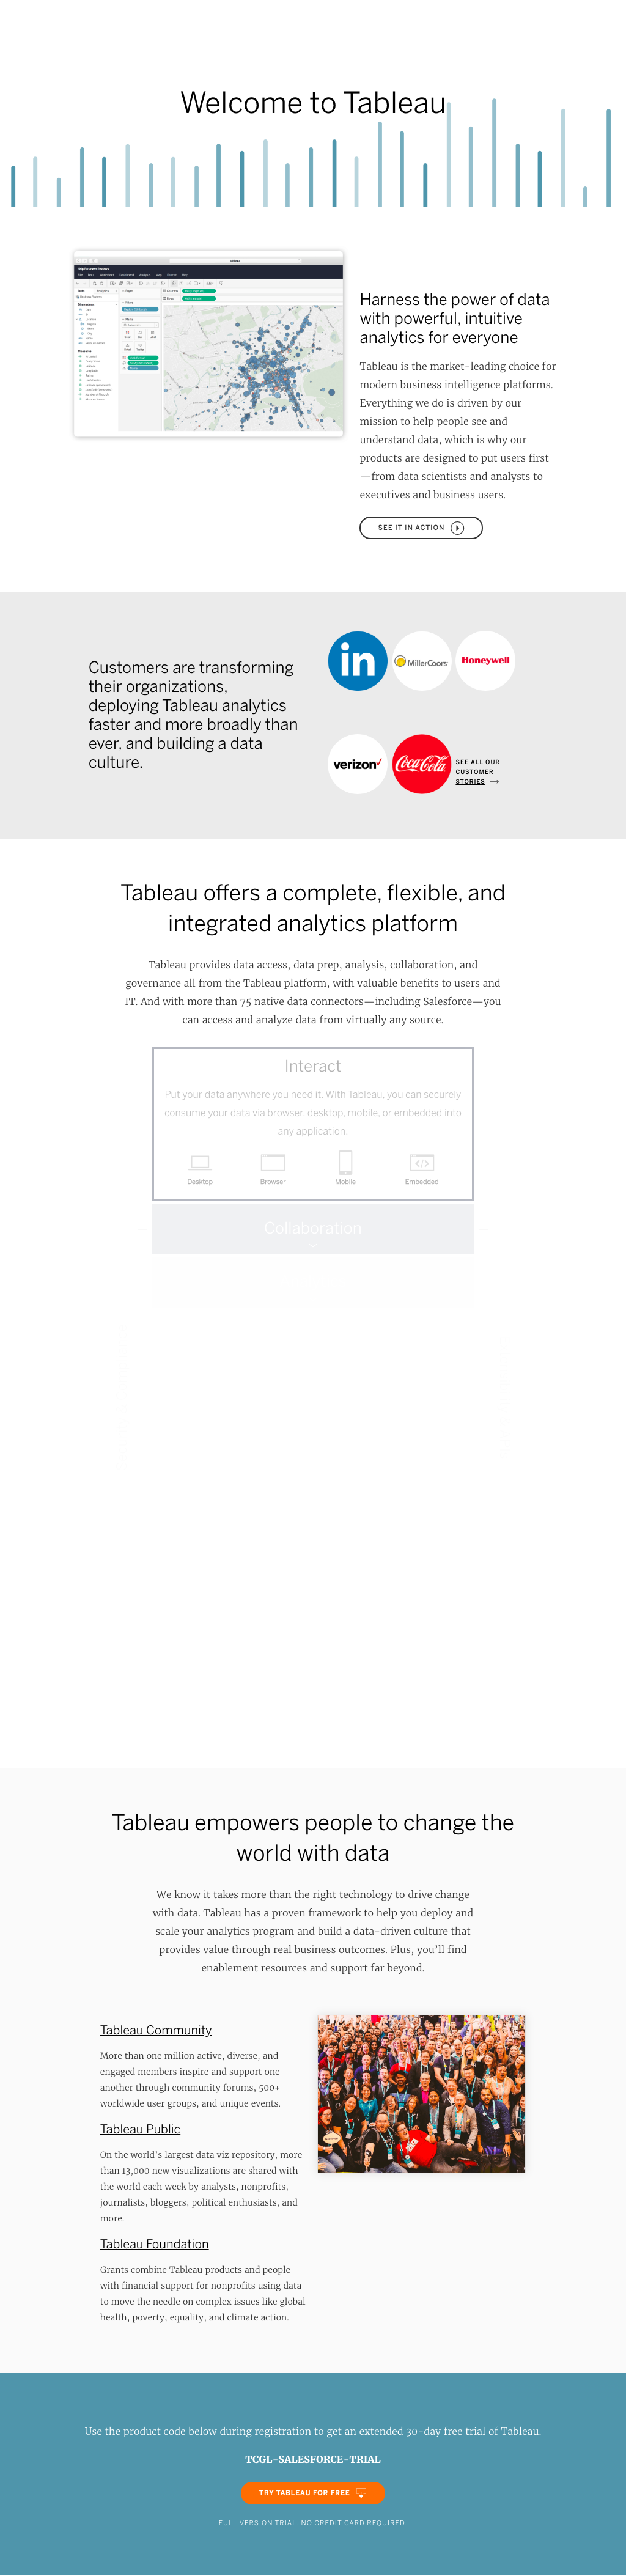 Welcome to Tableau
Harness the power of data
with powerful, intuitive
analytics for everyone
Tableau is the market-leading choice for
modern business intelligence platforms.
Everything we do is driven by our
mission to help people see and
understand data, which is why our
products are designed to put users first
—from data scientists and analysts to
executives and business users.
SEE IT IN ACTION
Customers are transforming
their organizations,
deploying Tableau analytics
faster and more broadly than
ever, and building a data
culture.
in
MillerCoors
Honeywell
verizon
Coca-Cola
SEE ALL OUR
CUSTOMER
STORIES
Tableau offers a complete, flexible, and
integrated analytics platform
Tableau provides data access, data prep, analysis, collaboration, and
governance all from the Tableau platform, with valuable benefits to users and
IT. And with more than 75 native data connectors—including Salesforce—you
can access and analyze data from virtually any source.
Interact
Put your data anywhere you need it. With Tableau, you can securely
consume your data via browser, desktop, mobile, or embedded into
any application.
Desktop
Browser
Mobile
Embedded
Collaboration
Tableau empowers people to change the
world with data
We know it takes more than the right technology to drive change
with data. Tableau has a proven framework to help you deploy and
scale your analytics program and build a data-driven culture that
provides value through real business outcomes. Plus, you’ll find
enablement resources and support far beyond.
Tableau Community
More than one million active, diverse, and
engaged members inspire and support one
another through community forums, 500+
worldwide user groups, and unique events.
Tableau Public
On the world’s largest data viz repository, more
than 13,000 new visualizations are shared with
the world each week by analysts, nonprofits,
journalists, bloggers, political enthusiasts, and
more.
Tableau Foundation
Grants combine Tableau products and people
with financial support for nonprofits using data
to move the needle on complex issues like global
health, poverty, equality, and climate action.
Use the product code below during registration to get an extended 30-day free trial of Tableau.
TCGL-SALESFORCE-TRIAL
TRY TABLEAU FOR FREE
FULL-VERSION TRIAL. NO CREDIT CARD REQUIRED.